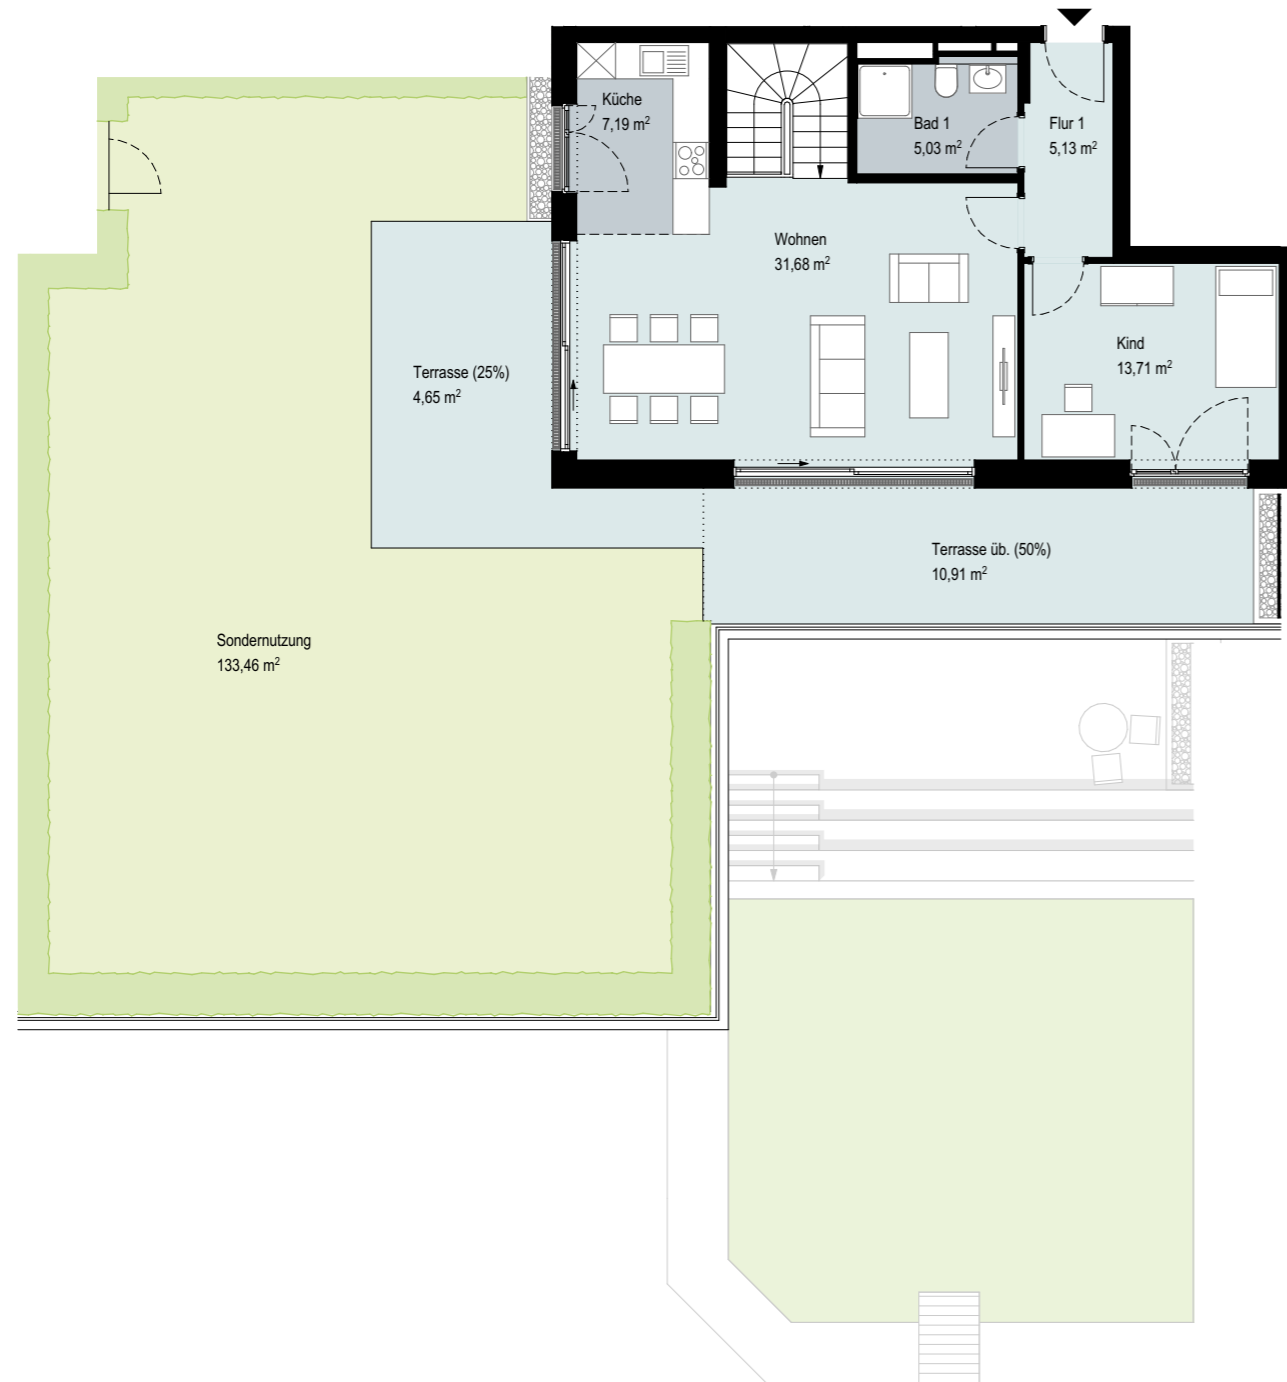 Küche
7,19 m²
Bad 1
5,03 m²
Flur 1
5,13 m²
Wohnen
31,68 m²
Kind
13,71 m²
Terrasse (25%)
4,65 m²
Terrasse üb. (50%)
10,91 m²
Sondernutzung
133,46 m²